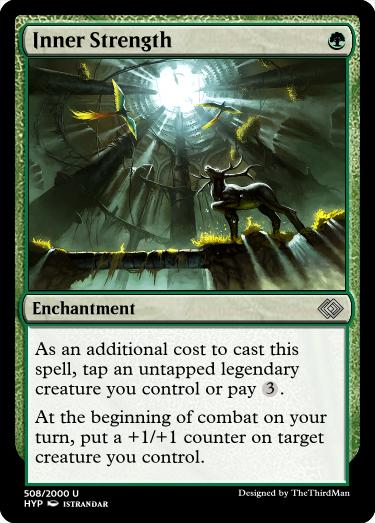 Inner Strength
Enchantment
As an additional cost to cast this
spell, tap an untapped legendary
creature you control or pay 3.
At the beginning of combat on your
turn, put a +1/+1 counter on target
creature you control.
508/2000 U
HYP ISTRANDAR
Designed by TheThirdMan